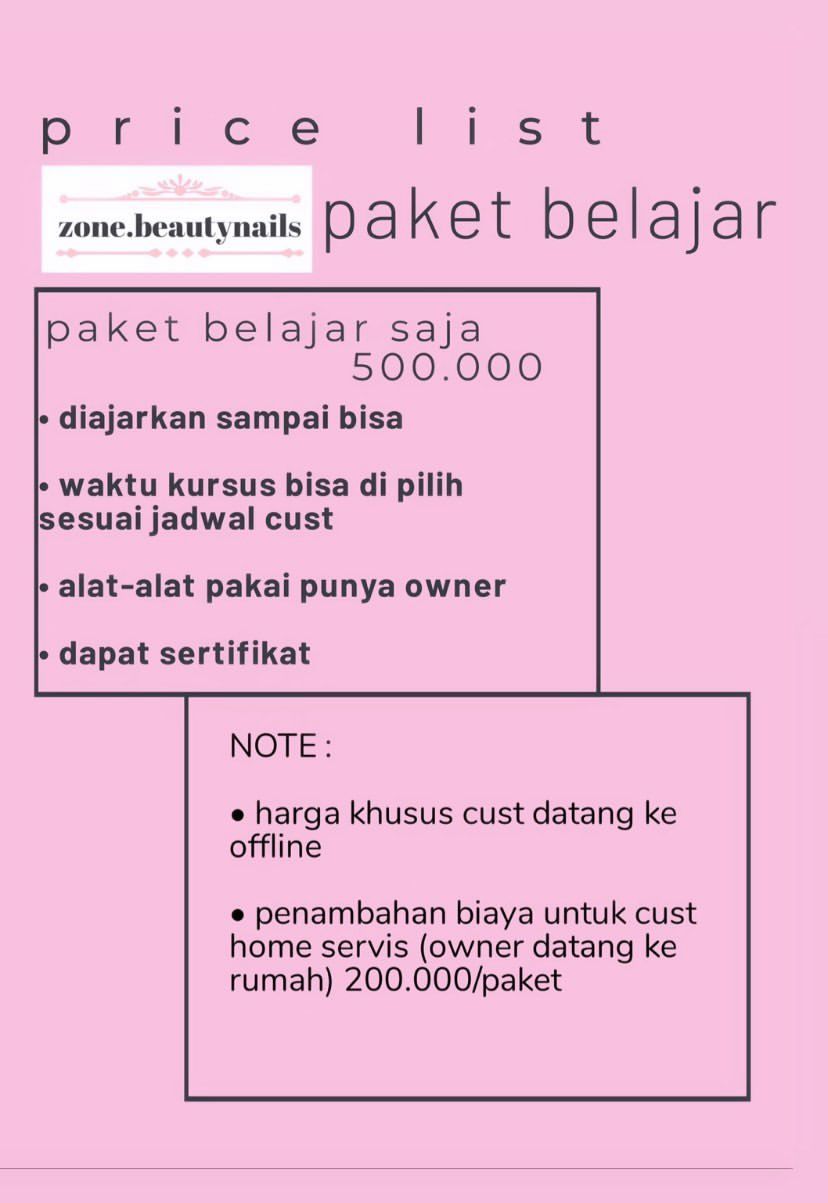 price list
zone.beautynails
paket belajar
paket belajar saja
500.000
• diajarkan sampai bisa
• waktu kursus bisa di pilih
sesuai jadwal cust
• alat-alat pakai punya owner
• dapat sertifikat
NOTE :
• harga khusus cust datang ke
offline
• penambahan biaya untuk cust
home servis (owner datang ke
rumah) 200.000/paket